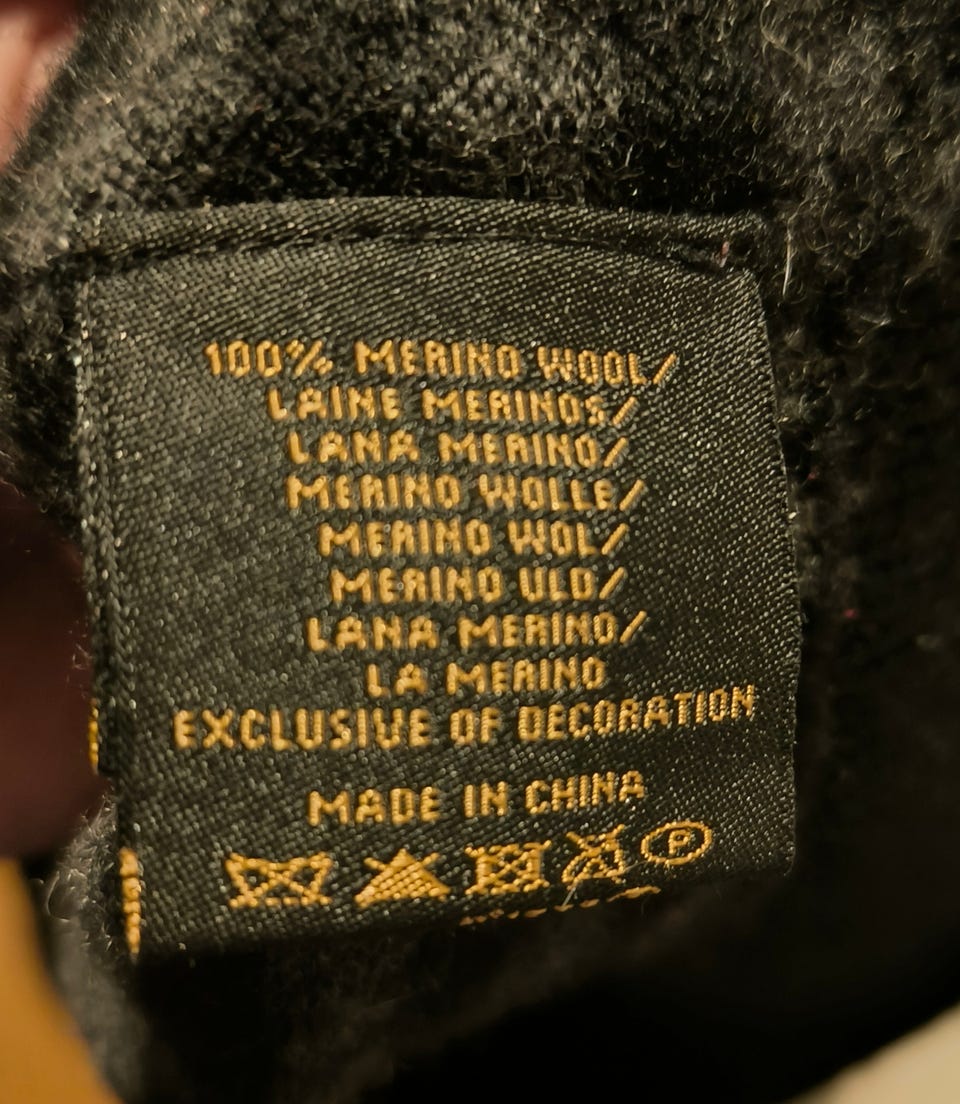 100% MERINO WOOL/
LAINE MERINOS/
LANA MERINO/
MERINO WOLLE/
MERINO WOL/
MERINO ULD/
LANA MERINO/
LA MERINO
EXCLUSIVE OF DECORATION
MADE IN CHINA
P